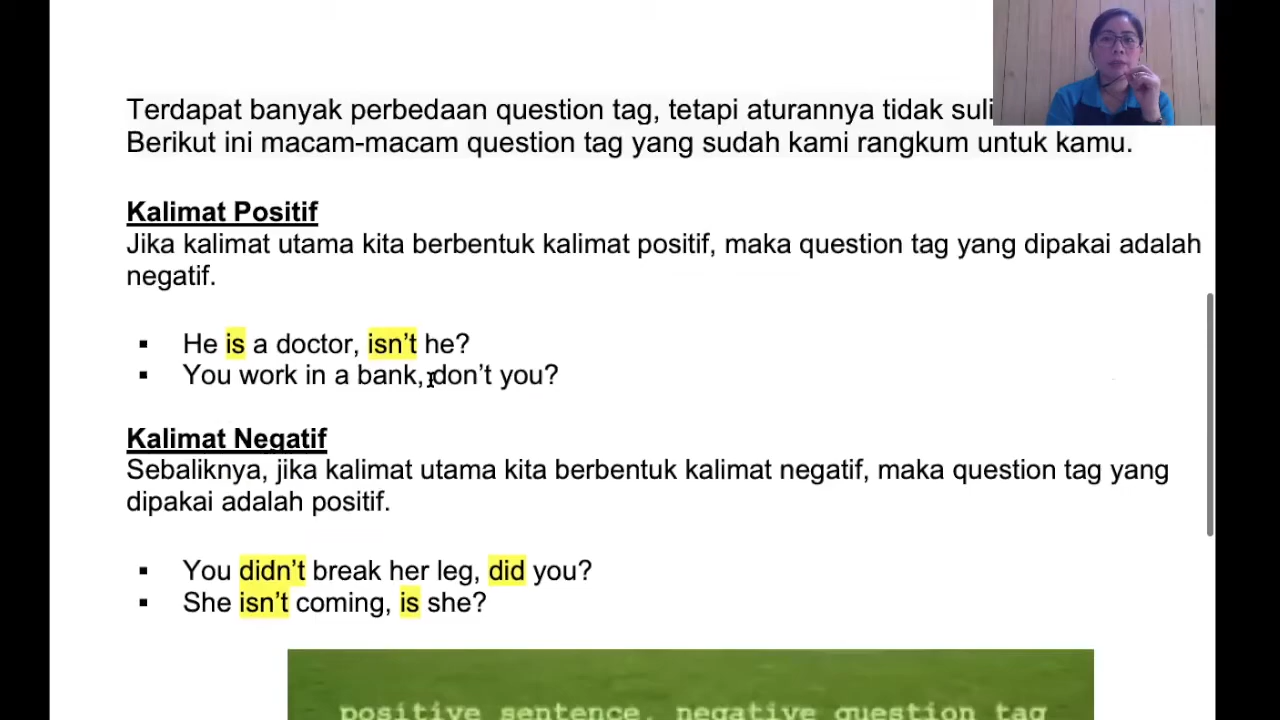 Terdapat banyak perbedaan question tag, tetapi aturannya tidak
Berikut ini macam-macam question tag yang sudah kami rangkum untuk kamu.
Kalimat Positif
Jika kalimat utama kita berbentuk kalimat positif, maka question tag yang dipakai adalah
negatif.
▪ He is a doctor, isn't he?
▪ You work in a bank, don't you?
Kalimat Negatif
Sebaliknya, jika kalimat utama kita berbentuk kalimat negatif, maka question tag yang
dipakai adalah positif.
▪ You didn't break her leg, did you?
▪ She isn't coming, is she?
positive sentence, negative question tag